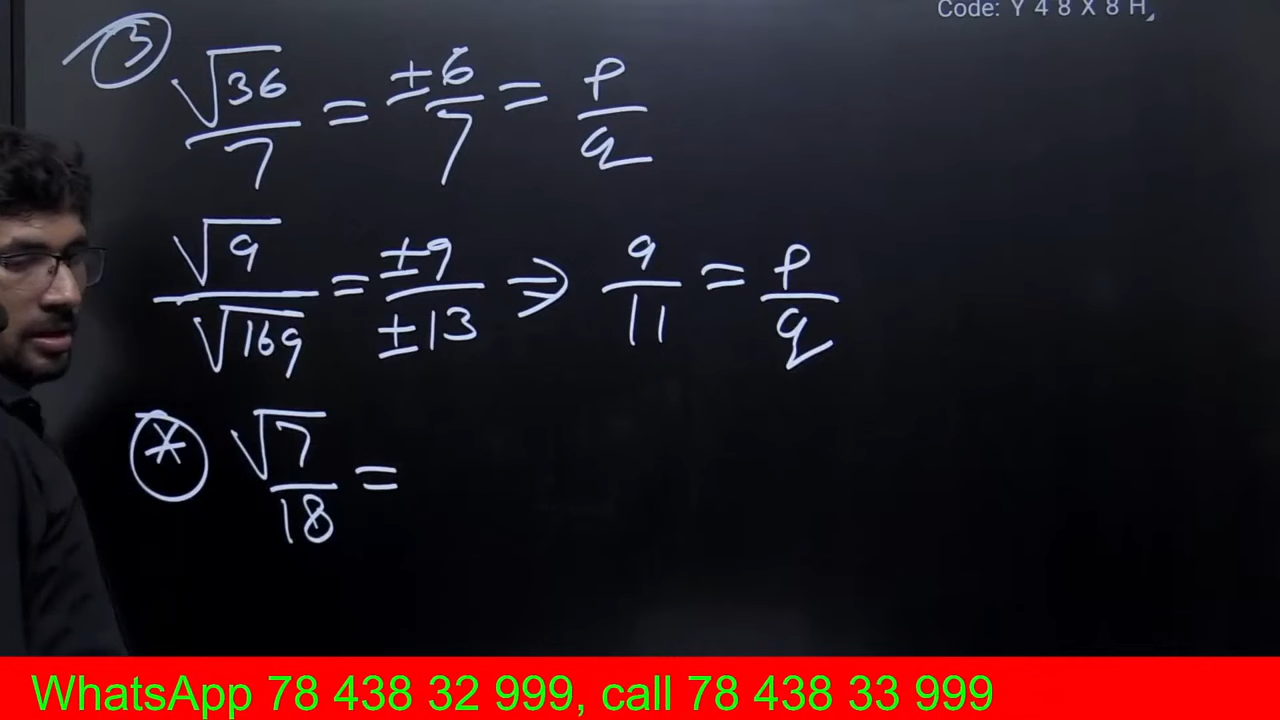 Code: Y 4 8 X 8 H
3 √36/7 = ±6/7 = p/q
√9/√169 = ±9/±13 ⇒ 9/11 = p/q
* √7/18 =
WhatsApp 78 438 32 999, call 78 438 33 999